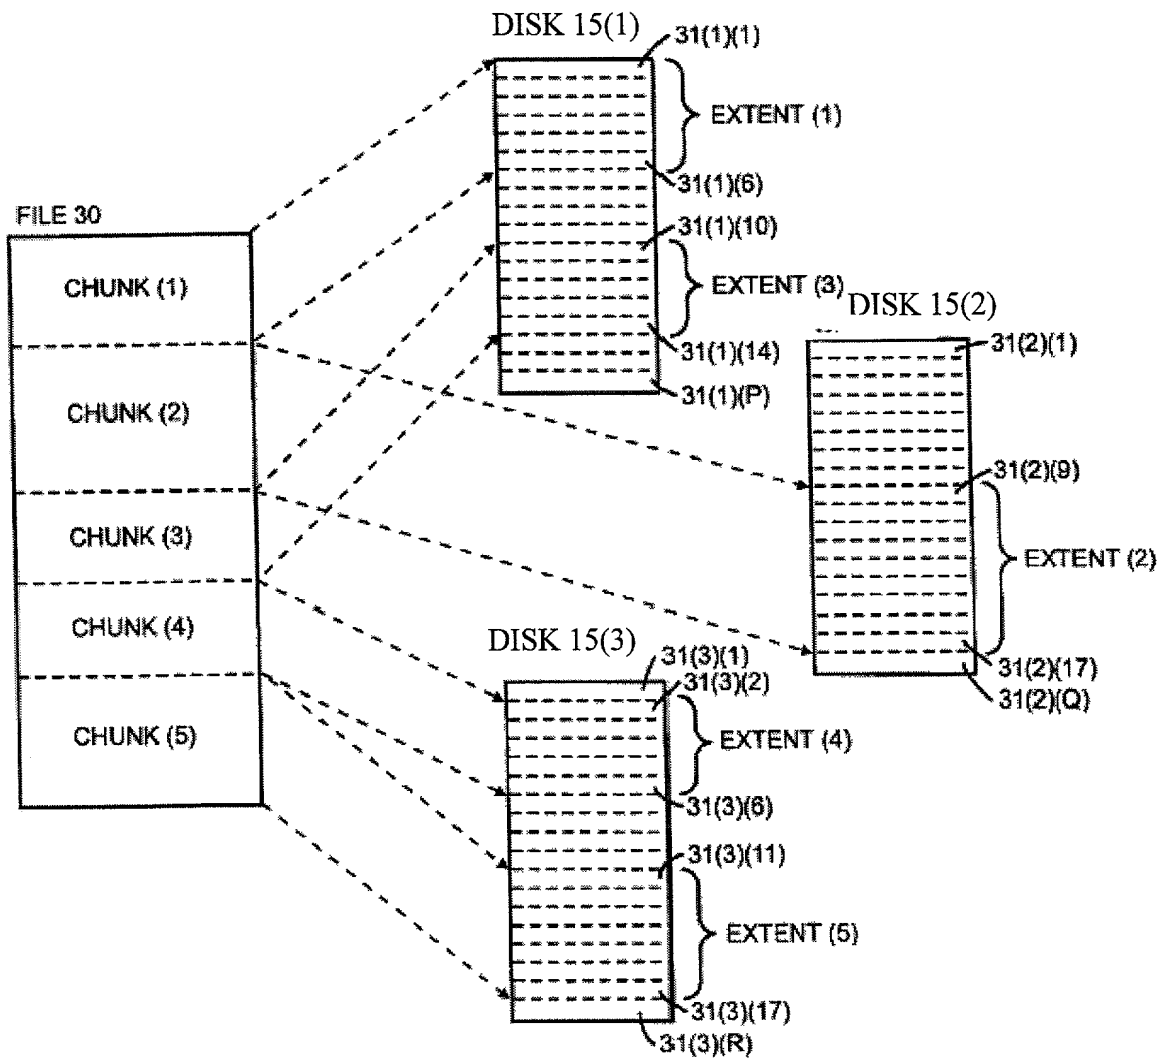 DISK 15(1)
31(1)(1)
EXTENT (1)
31(1)(6)
31(1)(10)
EXTENT (3)
31(1)(14)
31(1)(P)
FILE 30
CHUNK (1)
CHUNK (2)
CHUNK (3)
CHUNK (4)
CHUNK (5)
DISK 15(2)
31(2)(1)
31(2)(9)
EXTENT (2)
31(2)(17)
31(2)(Q)
DISK 15(3)
31(3)(1)
31(3)(2)
EXTENT (4)
31(3)(6)
31(3)(11)
EXTENT (5)
31(3)(17)
31(3)(R)